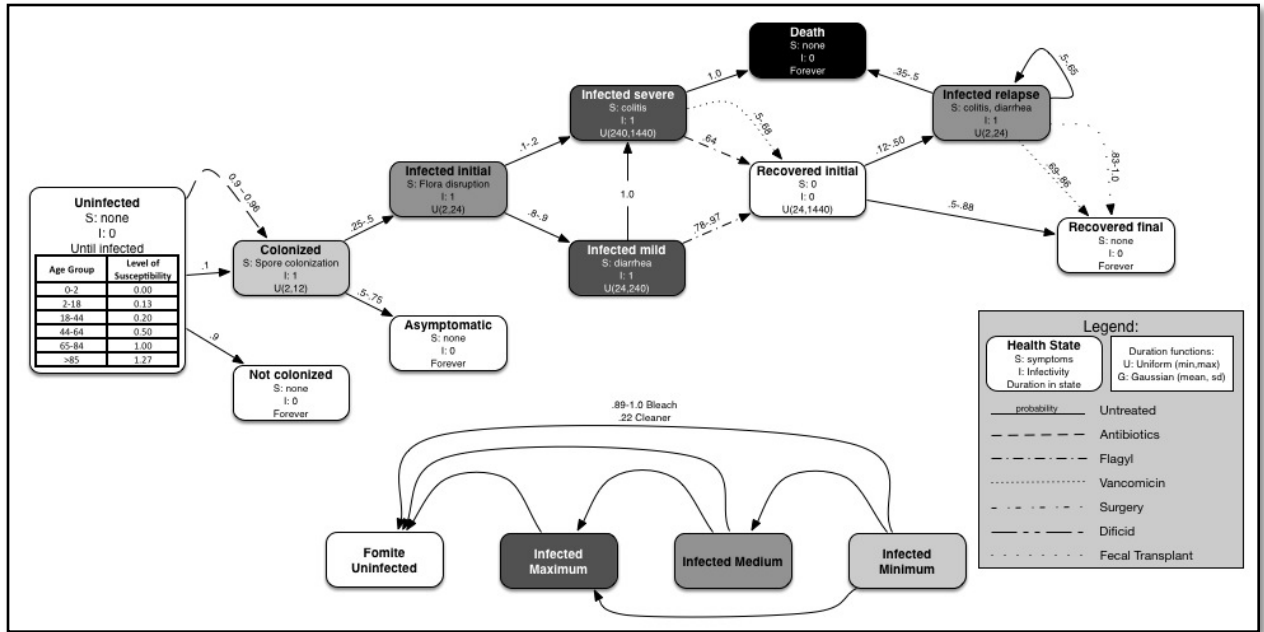 Death
S: none
I: 0
Forever
Infected severe
S: colitis
I: 1
U(240,1440)
Infected relapse
S: colitis, diarrhea
I: 1
U(2,24)
1.0
.35-.5
.5-.65
.5-.68
.64
.1-.2
.12-.50
.83-1.0
.69-.86
Infected initial
S: Flora disruption
I: 1
U(2,24)
Recovered initial
S: 0
I: 0
U(24,1440)
1.0
.8-.9
.78-.97
.5-.88
Uninfected
S: none
I: 0
Until infected
Age Group
Level of
Susceptibility
0-2 0.00
2-18 0.13
18-44 0.20
44-64 0.50
65-84 1.00
>85 1.27
0.9 – 0.96
.1
.9
.25-.5
.5-.75
Colonized
S: Spore colonization
I: 1
U(2,12)
Infected mild
S: diarrhea
I: 1
U(24,240)
Recovered final
S: none
I: 0
Forever
Asymptomatic
S: none
I: 0
Forever
Not colonized
S: none
I: 0
Forever
Legend:
Health State
S: symptoms
I: Infectivity
Duration in state
Duration functions:
U: Uniform (min,max)
G: Gaussian (mean, sd)
probability
Untreated
Antibiotics
Flagyl
Vancomicin
Surgery
Dificid
Fecal Transplant
.89-1.0 Bleach
.22 Cleaner
Fomite
Uninfected
Infected
Maximum
Infected Medium
Infected
Minimum